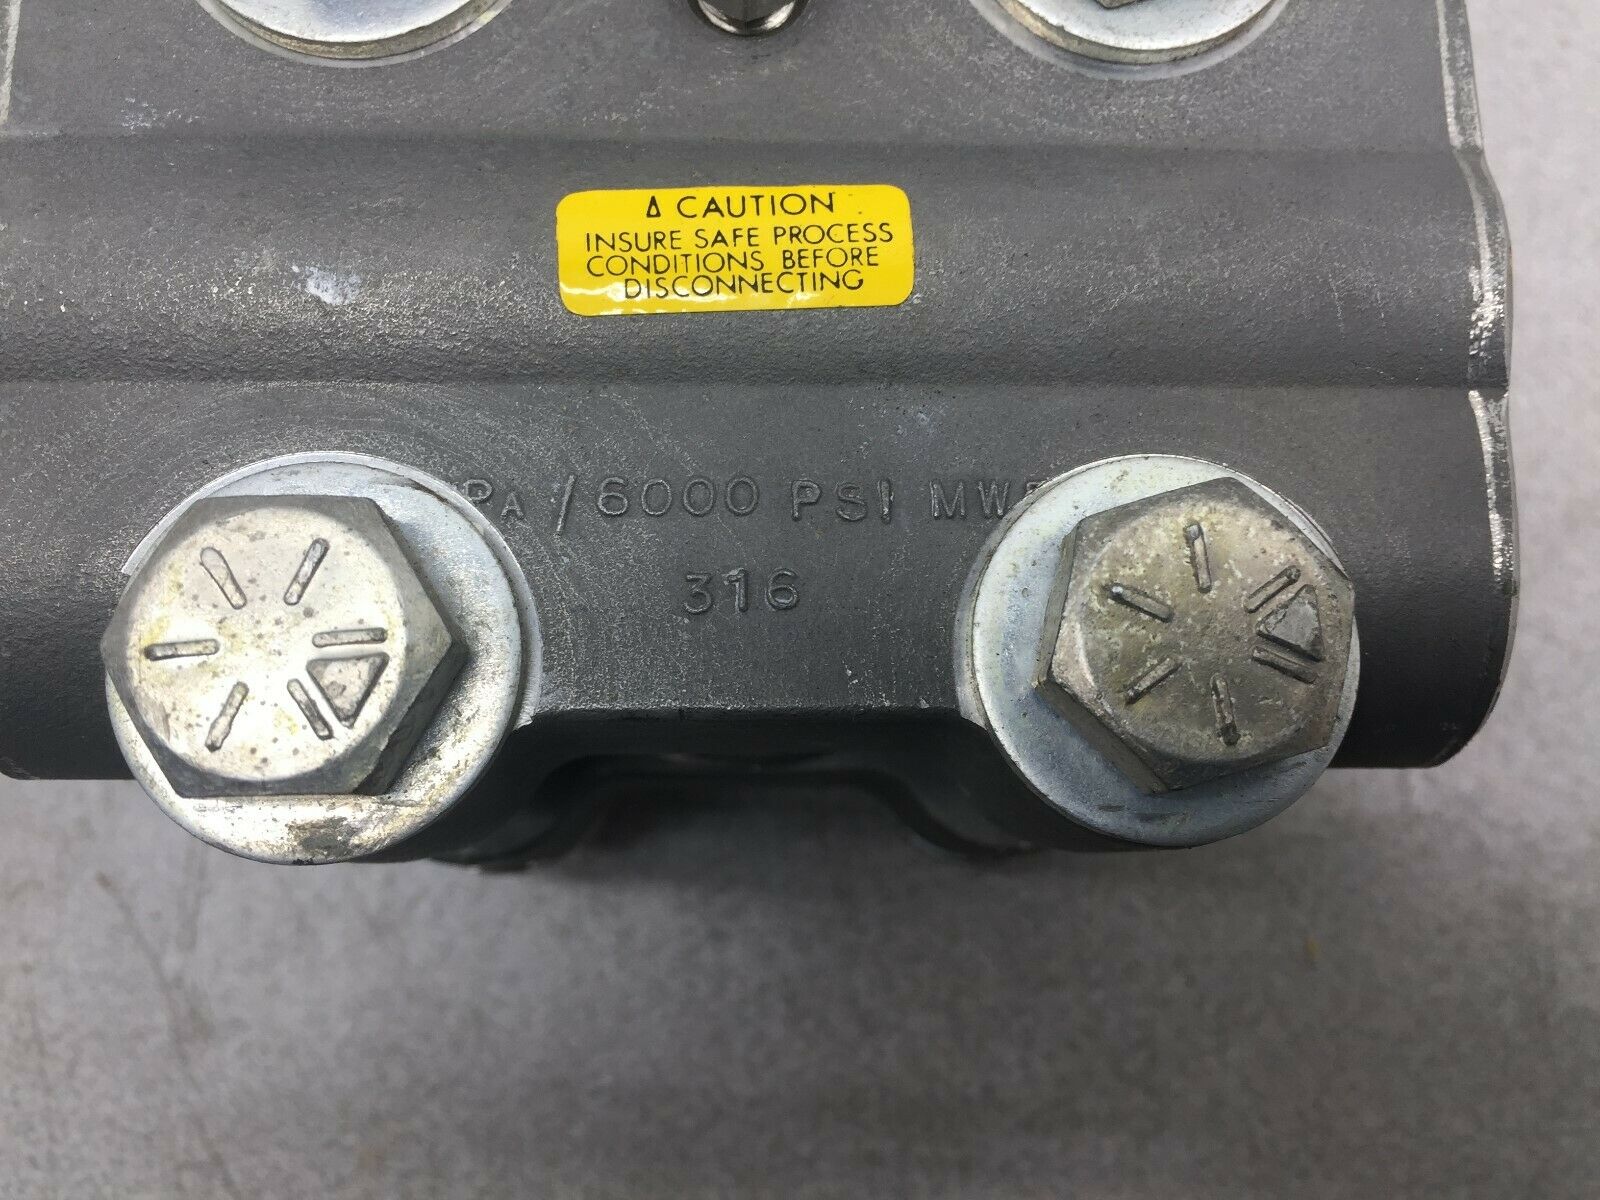 CAUTION
INSURE SAFE PROCESS
CONDITIONS BEFORE
DISCONNECTING
/6000 PSI
316